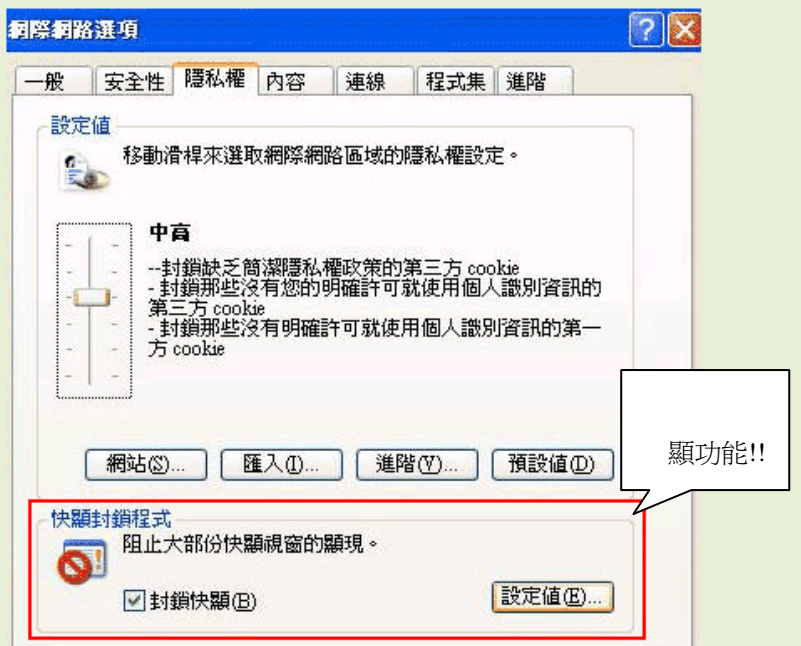 網際網路選項
一般 安全性 隱私權 內容 連線 程式集 進階
設定值
移動滑桿來選取網際網路區域的隱私權設定。
中高
--封鎖缺乏簡潔隱私權政策的第三方 cookie
- 封鎖那些沒有您的明確許可就使用個人識別資訊的
第三方 cookie
- 封鎖那些沒有明確許可就使用個人識別資訊的第一
方 cookie
顯功能!!
網站(S)... 匯入(I)... 進階(V)... 預設值(D)
快顯封鎖程式
阻止大部份快顯視窗的顯現。
封鎖快顯(B) 設定值(E)...